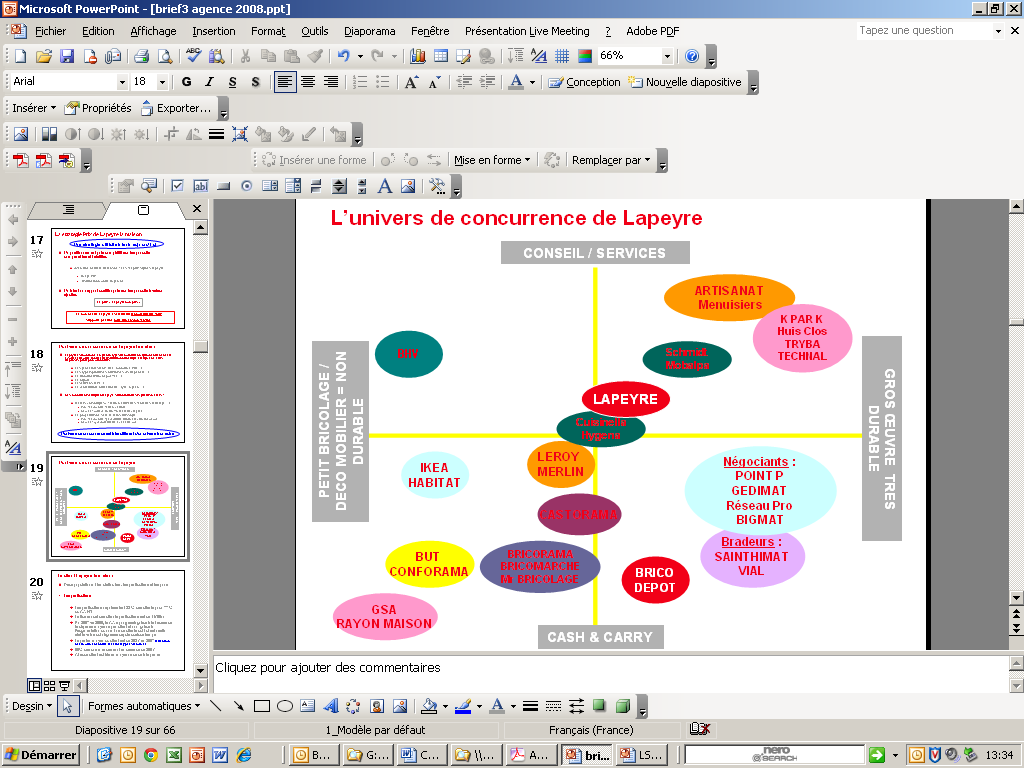 Microsoft PowerPoint - [brief3 agence 2008.ppt]
Fichier Edition Affichage Insertion Format Outils Diaporama Fenêtre Présentation Live Meeting ? Adobe PDF Tapez une question
66%
Arial 18 G I S S Conception Nouvelle diapositive
Insérer Propriétés Exporter...
Insérer une forme Mise en forme Remplacer par
17
18
19
20
L'univers de concurrence de Lapeyre
CONSEIL / SERVICES
ARTISANAT
Menuisiers
K PAR K
Huis Clos
TRYBA
TECHNAL
BHV
Schmidt
PETIT BRICOLAGE /
DECO MOBILIER = NON
DURABLE
GROS ŒUVRE TRES
DURABLE
LAPEYRE
Cuisinella
Hygena
LEROY
MERLIN
IKEA
HABITAT
Négociants :
POINT P
GEDIMAT
Réseau Pro
BIGMAT
CASTORAMA
Bradeurs :
SAINTHIMAT
VIAL
BUT
CONFORAMA
BRICORAMA
BRICOMARCHE
Mr BRICOLAGE
BRICO
DEPOT
GSA
RAYON MAISON
CASH & CARRY
Cliquez pour ajouter des commentaires
Dessin Formes automatiques
Diapositive 19 sur 66 1_Modèle par défaut Français (France)
Démarrer B... G:... C... \\... A... bri... LS... nero SEARCH 13:34